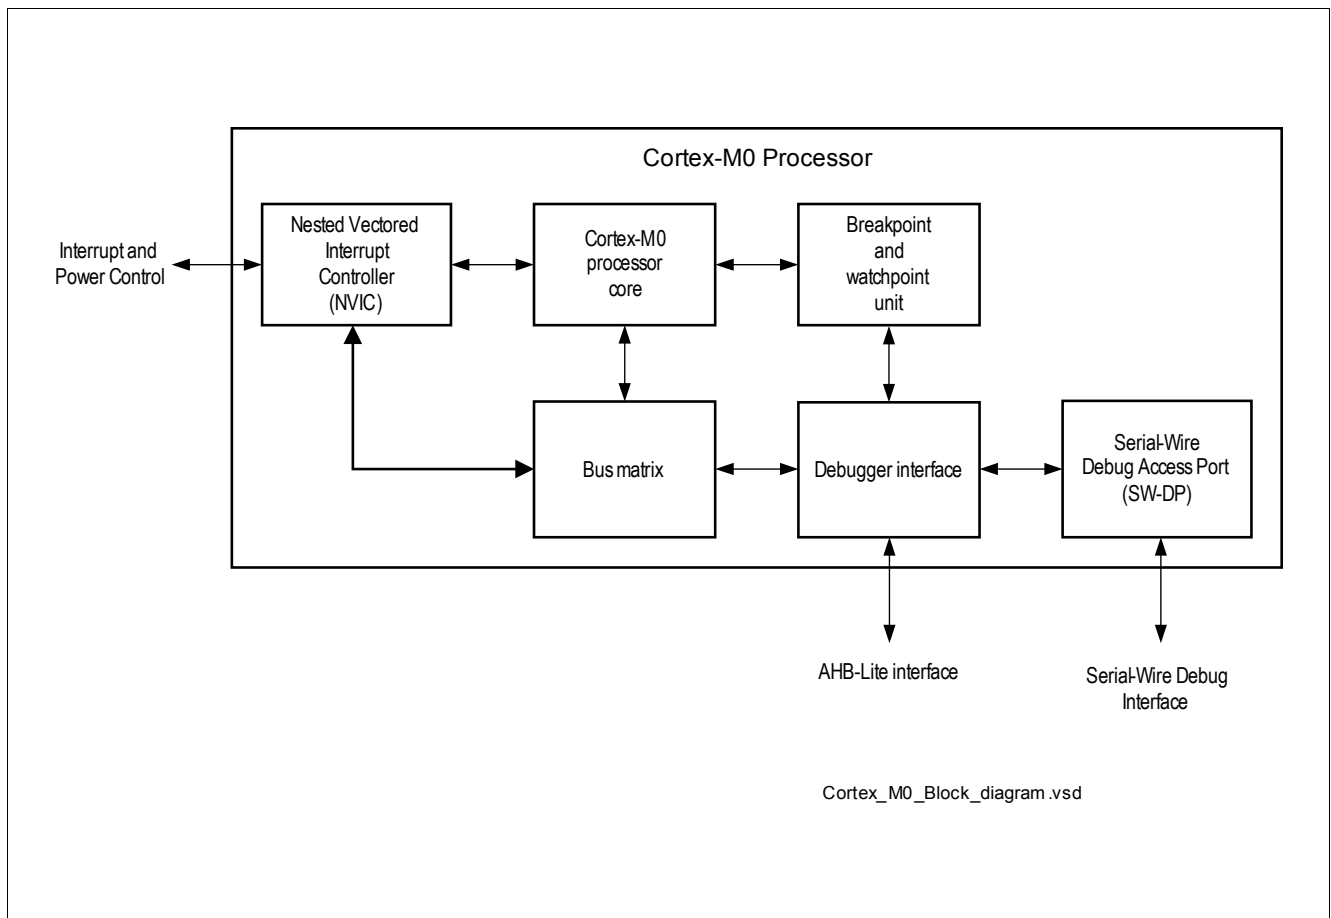 Cortex-M0 Processor
Nested Vectored
Interrupt
Controller
(NVIC)
Cortex-M0
processor
core
Breakpoint
and
watchpoint
unit
Interrupt and
Power Control
Bus matrix
Debugger interface
Serial-Wire
Debug Access Port
(SW-DP)
AHB-Lite interface
Serial-Wire Debug
Interface
Cortex_M0_Block_diagram.vsd